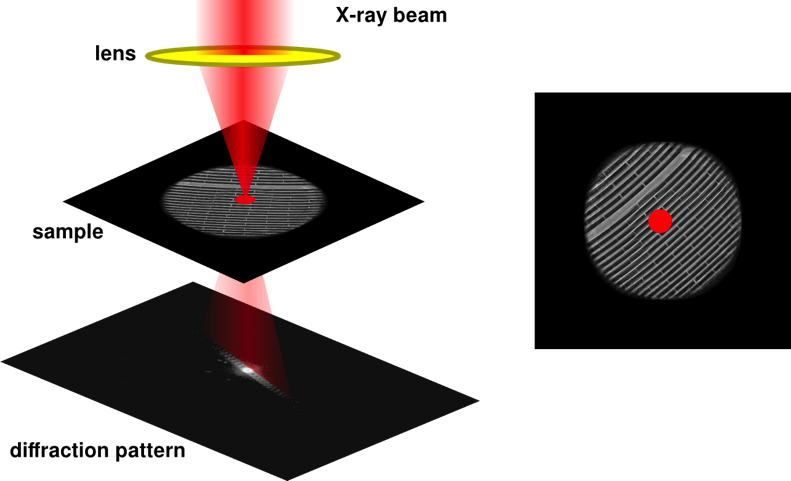 X-ray beam
lens
sample
diffraction pattern